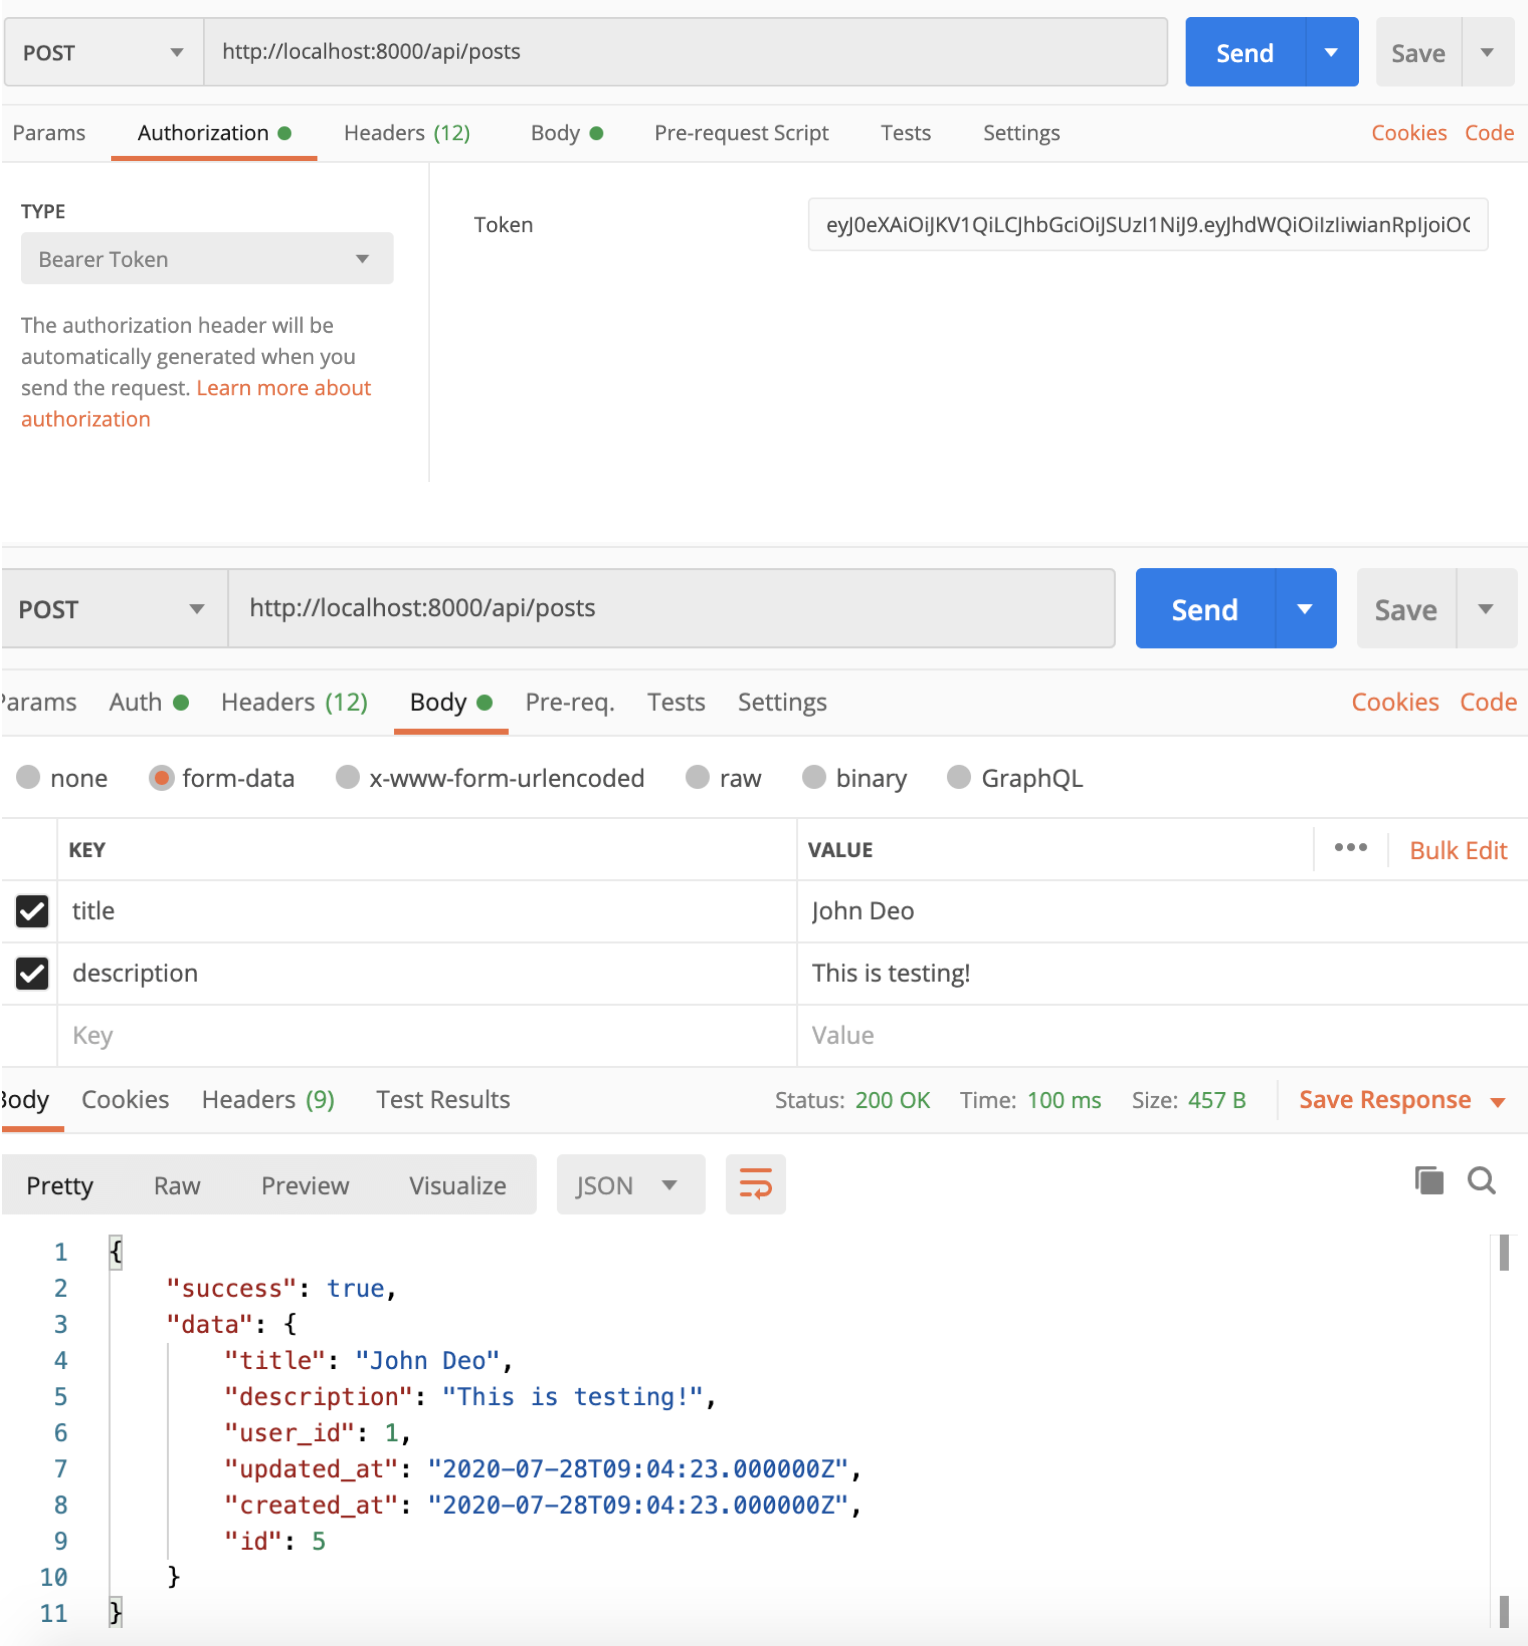 POST http://localhost:8000/api/posts Send Save
Params Authorization Headers (12) Body Pre-request Script Tests Settings Cookies Code
TYPE
Bearer Token
The authorization header will be
automatically generated when you
send the request. Learn more about
authorization
Token eyJ0eXAiOiJKV1QiLCJhbGciOiJSUzI1NiJ9.eyJhdWQiOiIzIiwianRpIjoiO
POST http://localhost:8000/api/posts Send Save
Params Auth Headers (12) Body Pre-req. Tests Settings Cookies Code
none form-data x-www-form-urlencoded raw binary GraphQL
KEY VALUE ••• Bulk Edit
title John Deo
description This is testing!
Key Value
Body Cookies Headers (9) Test Results Status: 200 OK Time: 100 ms Size: 457 B Save Response
Pretty Raw Preview Visualize JSON
1 {
2 "success": true,
3 "data": {
4 "title": "John Deo",
5 "description": "This is testing!",
6 "user_id": 1,
7 "updated_at": "2020-07-28T09:04:23.000000Z",
8 "created_at": "2020-07-28T09:04:23.000000Z",
9 "id": 5
10 }
11 }